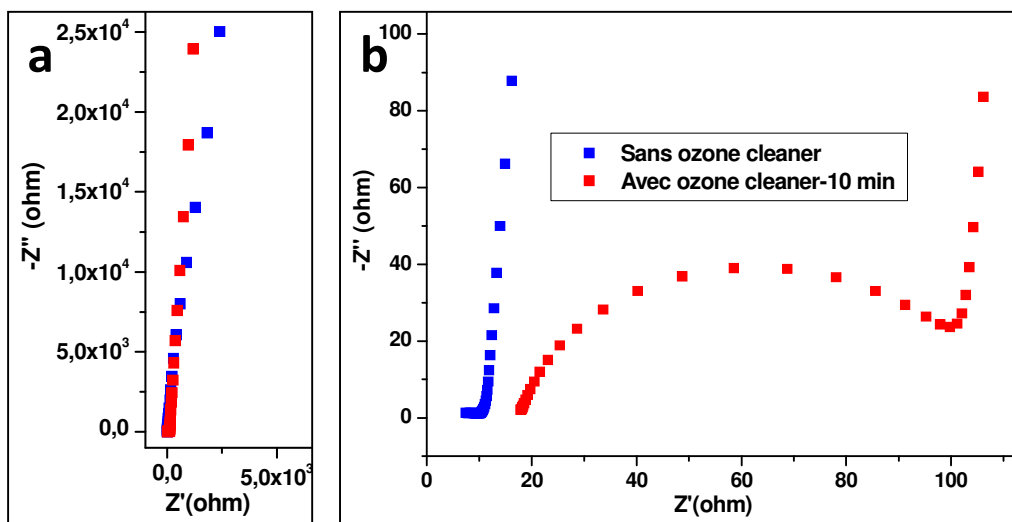 a
2,5x10⁴
2,0x10⁴
1,5x10⁴
1,0x10⁴
5,0x10³
0,0
-Z'' (ohm)
0,0 5,0x10³
Z'(ohm)
b
100
80
60
40
20
0
-Z'' (ohm)
Sans ozone cleaner
Avec ozone cleaner-10 min
0 20 40 60 80 100
Z'(ohm)